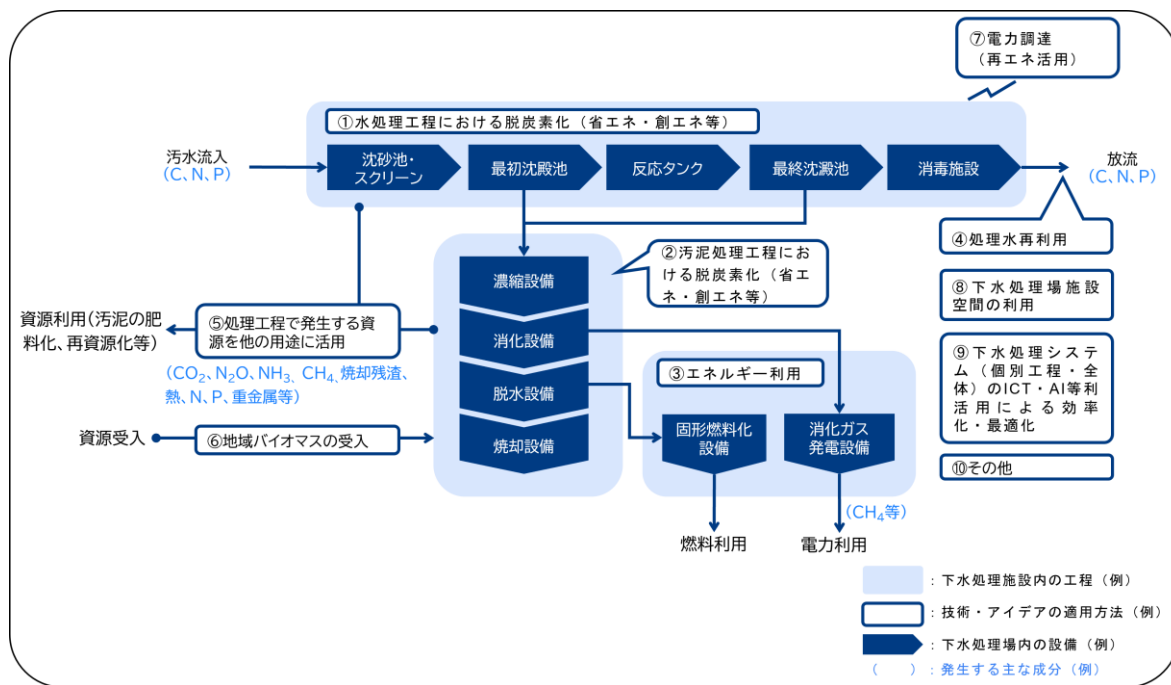 ⑦電力調達
（再エネ活用）
①水処理工程における脱炭素化（省エネ・創エネ等）
汚水流入
（C、N、P）
沈砂池・
スクリーン
最初沈殿池
反応タンク
最終沈澱池
消毒施設
放流
（C、N、P）
④処理水再利用
②汚泥処理工程にお
ける脱炭素化（省エ
ネ・創エネ等）
濃縮設備
消化設備
脱水設備
焼却設備
⑧下水処理場施設
空間の利用
資源利用（汚泥の肥
料化、再資源化等）
⑤処理工程で発生する資
源を他の用途に活用
（CO₂、N₂O、NH₃、CH₄、焼却残渣、
熱、N、P、重金属等）
③エネルギー利用
⑨下水処理システ
ム（個別工程・全
体）のICT・AI等利
活用による効率
化・最適化
資源受入
⑥地域バイオマスの受入
固形燃料化
設備
消化ガス
発電設備
⑩その他
（CH₄等）
燃料利用
電力利用
：下水処理施設内の工程（例）
：技術・アイデアの適用方法（例）
：下水処理場内の設備（例）
（　　）：発生する主な成分（例）